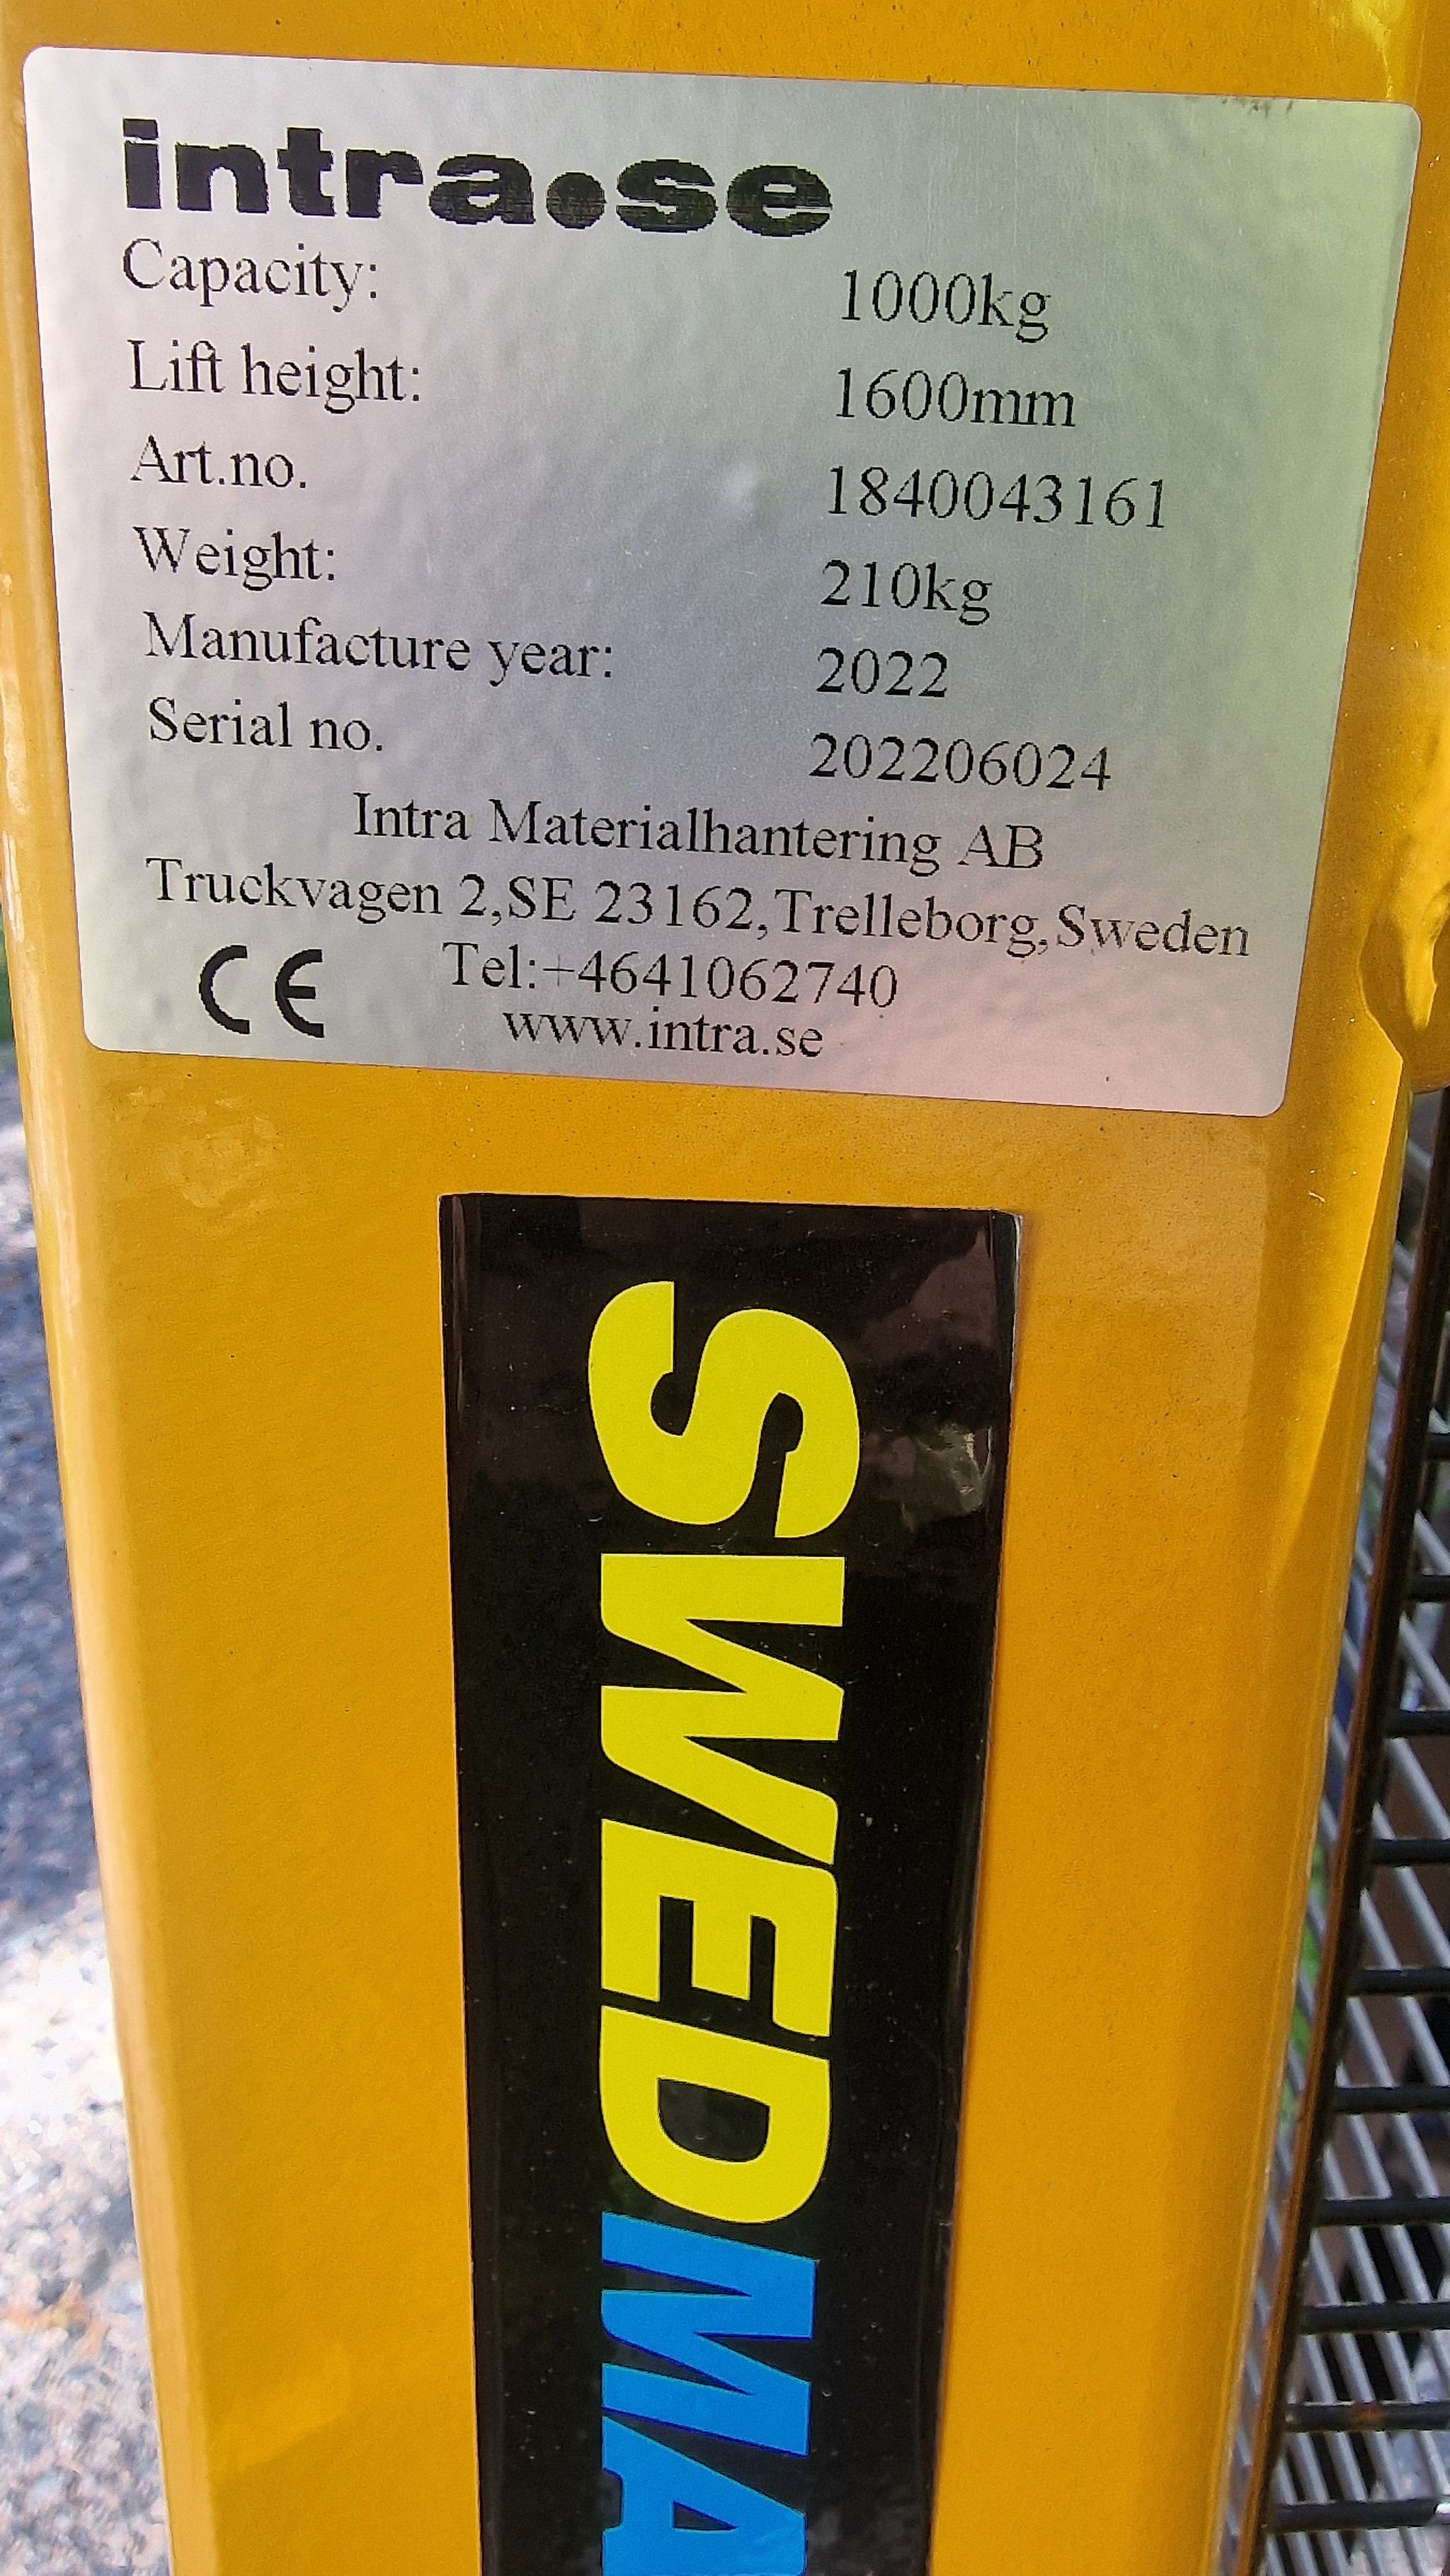 intra.se
Capacity: 1000kg
Lift height: 1600mm
Art.no. 1840043161
Weight: 210kg
Manufacture year: 2022
Serial no. 202206024
Intra Materialhantering AB
Truckvagen 2,SE 23162,Trelleborg,Sweden
CE Tel:+4641062740
www.intra.se
SWEDMA